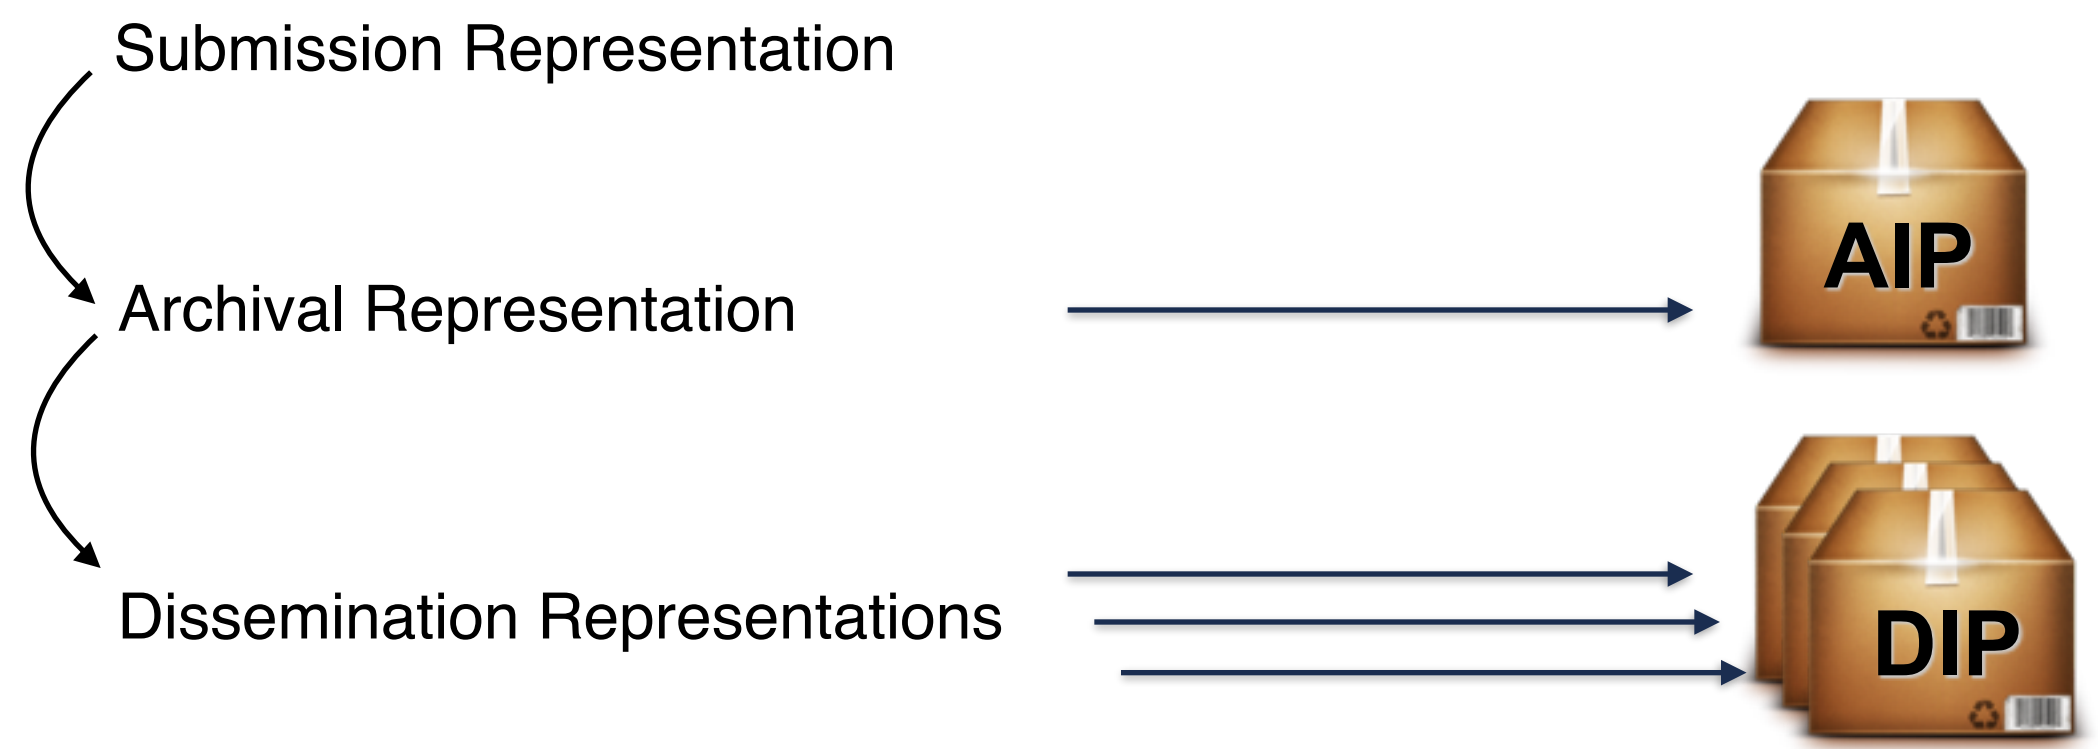 Submission Representation
Archival Representation
AIP
Dissemination Representations
DIP